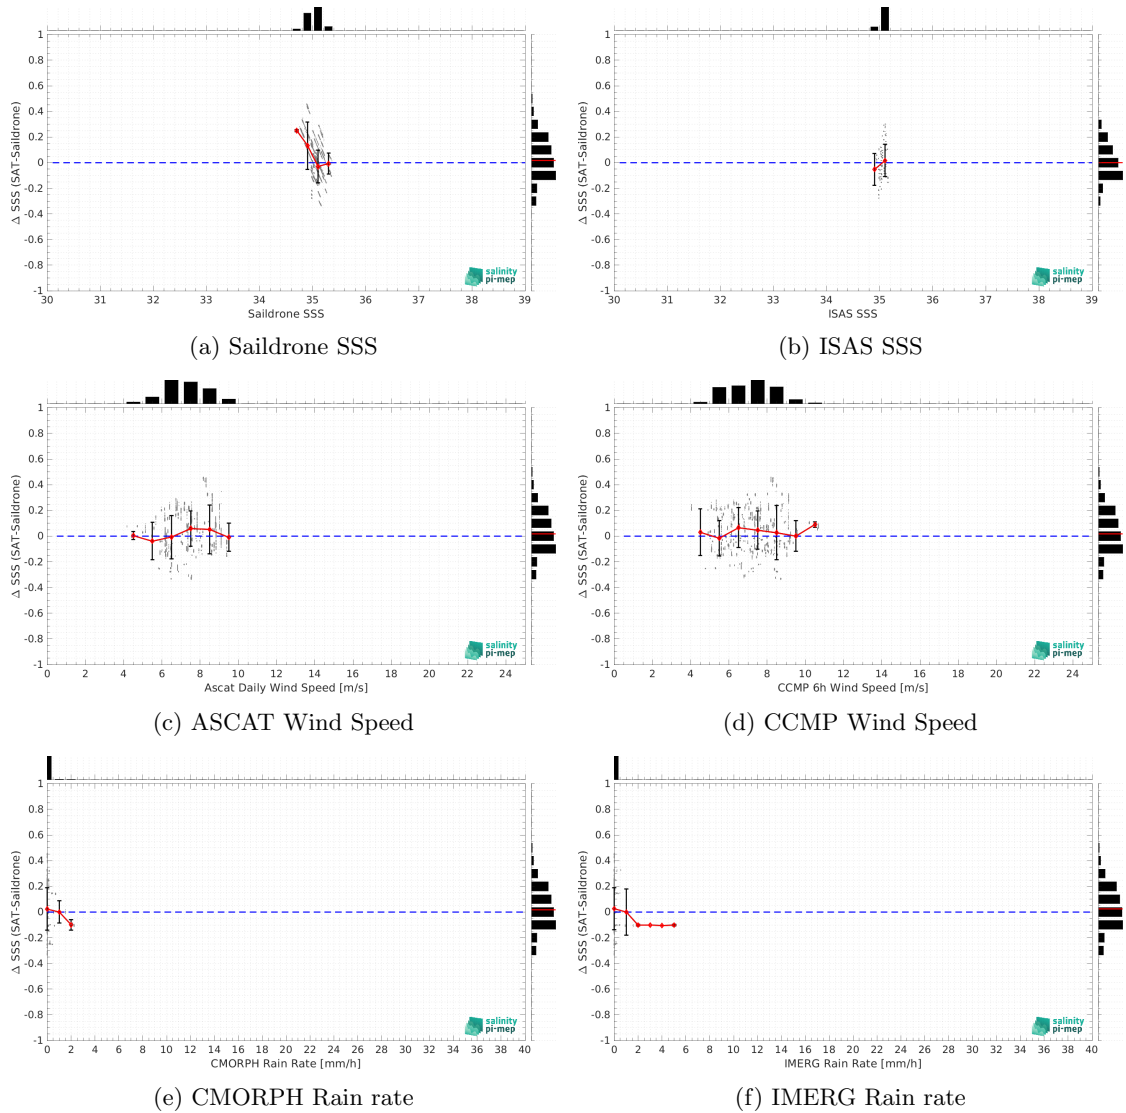 1
0.8
0.6
0.4
0.2
0
-0.2
-0.4
-0.6
-0.8
-1
Δ SSS (SAT-Saildrone)
salinity
pi-mep
30 31 32 33 34 35 36 37 38 39
Saildrone SSS
(a) Saildrone SSS
1
0.8
0.6
0.4
0.2
0
-0.2
-0.4
-0.6
-0.8
-1
Δ SSS (SAT-Saildrone)
salinity
pi-mep
30 31 32 33 34 35 36 37 38 39
ISAS SSS
(b) ISAS SSS
1
0.8
0.6
0.4
0.2
0
-0.2
-0.4
-0.6
-0.8
-1
Δ SSS (SAT-Saildrone)
salinity
pi-mep
0 2 4 6 8 10 12 14 16 18 20 22 24
Ascat Daily Wind Speed [m/s]
(c) ASCAT Wind Speed
1
0.8
0.6
0.4
0.2
0
-0.2
-0.4
-0.6
-0.8
-1
Δ SSS (SAT-Saildrone)
salinity
pi-mep
0 2 4 6 8 10 12 14 16 18 20 22 24
CCMP 6h Wind Speed [m/s]
(d) CCMP Wind Speed
1
0.8
0.6
0.4
0.2
0
-0.2
-0.4
-0.6
-0.8
-1
Δ SSS (SAT-Saildrone)
salinity
pi-mep
0 2 4 6 8 10 12 14 16 18 20 22 24 26 28 30 32 34 36 38 40
CMORPH Rain Rate [mm/h]
(e) CMORPH Rain rate
1
0.8
0.6
0.4
0.2
0
-0.2
-0.4
-0.6
-0.8
-1
Δ SSS (SAT-Saildrone)
salinity
pi-mep
0 2 4 6 8 10 12 14 16 18 20 22 24 26 28 30 32 34 36 38 40
IMERG Rain Rate [mm/h]
(f) IMERG Rain rate